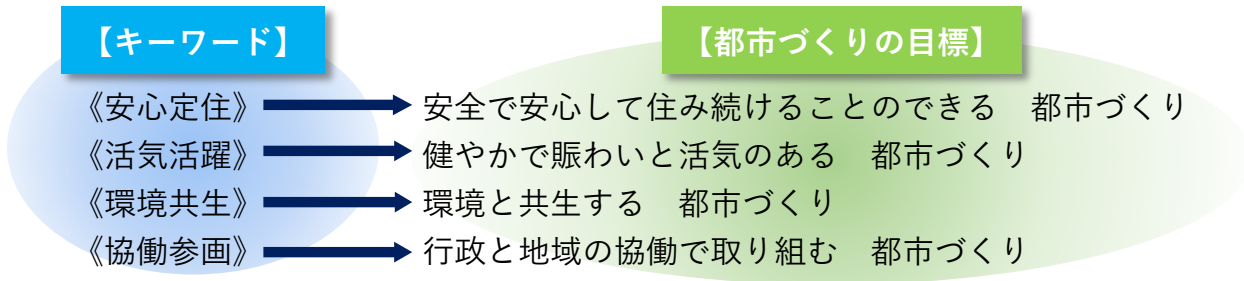 【キーワード】 【都市づくりの目標】
《安心定住》 安全で安心して住み続けることのできる　都市づくり
《活気活躍》 健やかで賑わいと活気のある　都市づくり
《環境共生》 環境と共生する　都市づくり
《協働参画》 行政と地域の協働で取り組む　都市づくり